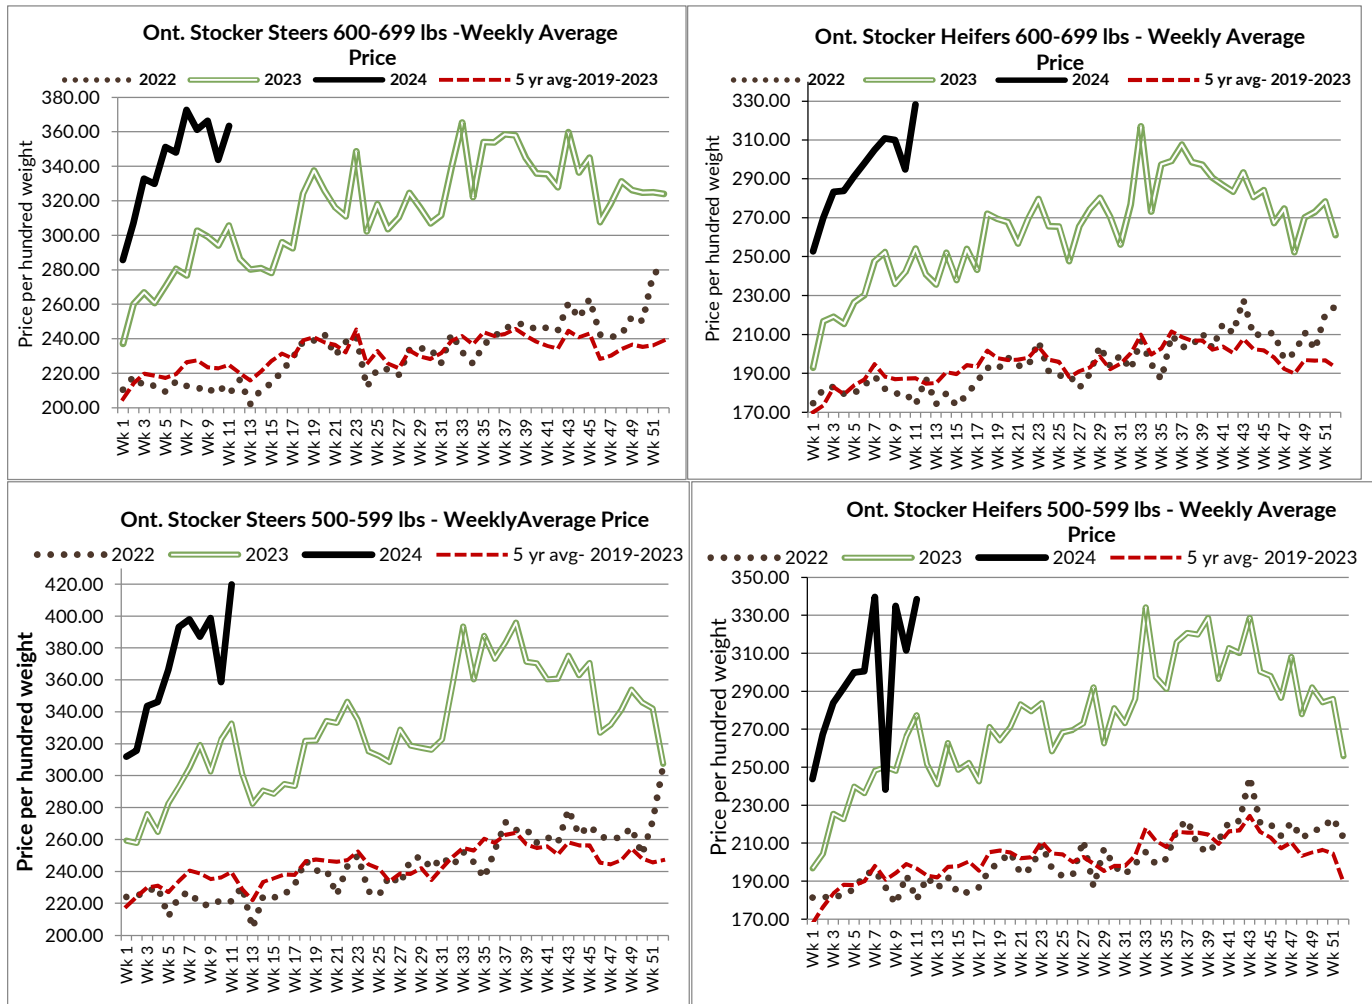 Ont. Stocker Steers 600-699 lbs -Weekly Average
Price
2022 2023 2024 5 yr avg-2019-2023
Price per hundred weight
380.00
360.00
340.00
320.00
300.00
280.00
260.00
240.00
220.00
200.00
Wk 1 Wk 3 Wk 5 Wk 7 Wk 9 Wk 11 Wk 13 Wk 15 Wk 17 Wk 19 Wk 21 Wk 23 Wk 25 Wk 27 Wk 29 Wk 31 Wk 33 Wk 35 Wk 37 Wk 39 Wk 41 Wk 43 Wk 45 Wk 47 Wk 49 Wk 51
Ont. Stocker Heifers 600-699 lbs - Weekly Average
Price
2022 2023 2024 5 yr avg- 2019-2023
Price per hundred weight
330.00
310.00
290.00
270.00
250.00
230.00
210.00
190.00
170.00
Wk 1 Wk 3 Wk 5 Wk 7 Wk 9 Wk 11 Wk 13 Wk 15 Wk 17 Wk 19 Wk 21 Wk 23 Wk 25 Wk 27 Wk 29 Wk 31 Wk 33 Wk 35 Wk 37 Wk 39 Wk 41 Wk 43 Wk 45 Wk 47 Wk 49 Wk 51
Ont. Stocker Steers 500-599 lbs - WeeklyAverage Price
2022 2023 2024 5 yr avg- 2019-2023
Price per hundred weight
420.00
400.00
380.00
360.00
340.00
320.00
300.00
280.00
260.00
240.00
220.00
200.00
Wk 1 Wk 3 Wk 5 Wk 7 Wk 9 Wk 11 Wk 13 Wk 15 Wk 17 Wk 19 Wk 21 Wk 23 Wk 25 Wk 27 Wk 29 Wk 31 Wk 33 Wk 35 Wk 37 Wk 39 Wk 41 Wk 43 Wk 45 Wk 47 Wk 49 Wk 51
Ont. Stocker Heifers 500-599 lbs - Weekly Average
Price
2022 2023 2024 5 yr avg- 2019-2023
Price per hundred weight
350.00
330.00
310.00
290.00
270.00
250.00
230.00
210.00
190.00
170.00
Wk 1 Wk 3 Wk 5 Wk 7 Wk 9 Wk 11 Wk 13 Wk 15 Wk 17 Wk 19 Wk 21 Wk 23 Wk 25 Wk 27 Wk 29 Wk 31 Wk 33 Wk 35 Wk 37 Wk 39 Wk 41 Wk 43 Wk 45 Wk 47 Wk 49 Wk 51